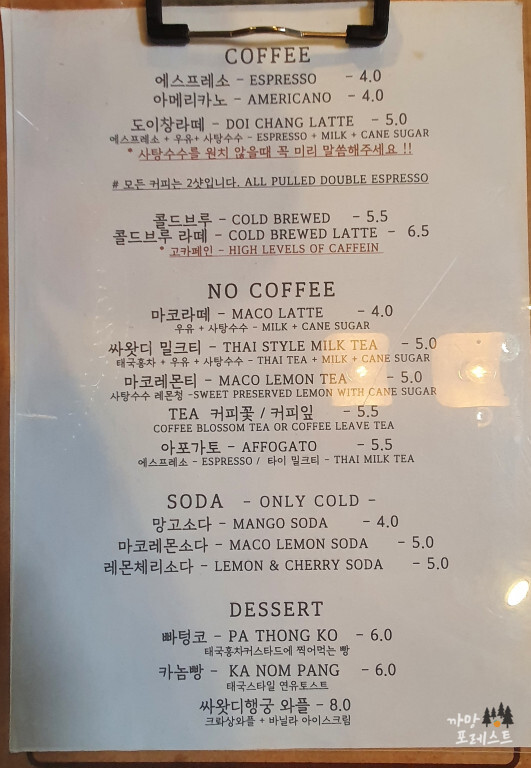 COFFEE
에스프레소 - ESPRESSO - 4.0
아메리카노 - AMERICANO - 4.0
도이창라떼 - DOI CHANG LATTE - 5.0
에스프레소 + 우유+ 사탕수수 - ESPRESSO + MILK + CANE SUGAR
* 사탕수수를 원치 않을때 꼭 미리 말씀해주세요 !!
# 모든 커피는 2샷입니다. ALL PULLED DOUBLE ESPRESSO
콜드브루 - COLD BREWED - 5.5
콜드브루 라떼 - COLD BREWED LATTE - 6.5
* 고카페인 - HIGH LEVELS OF CAFFEIN
NO COFFEE
마코라떼 - MACO LATTE - 4.0
우유 + 사탕수수 - MILK + CANE SUGAR
싸왓디 밀크티 - THAI STYLE MILK TEA - 5.0
태국홍차 + 우유 + 사탕수수 - THAI TEA + MILK + CANE SUGAR
마코레몬티 - MACO LEMON TEA - 5.0
사탕수수 레몬청 -SWEET PRESERVED LEMON WITH CANE SUGAR
TEA 커피꽃 / 커피잎 - 5.5
COFFEE BLOSSOM TEA OR COFFEE LEAVE TEA
아포가토 - AFFOGATO - 5.5
에스프레소 - ESPRESSO / 타이 밀크티 - THAI MILK TEA
SODA - ONLY COLD -
망고소다 - MANGO SODA - 4.0
마코레몬소다 - MACO LEMON SODA - 5.0
레몬체리소다 - LEMON & CHERRY SODA - 5.0
DESSERT
빠텅코 - PA THONG KO - 6.0
태국홍차커스타드에 찍어먹는 빵
카놈빵 - KA NOM PANG - 6.0
태국스타일 연유토스트
싸왓디행궁 와플 - 8.0
크롸상와플 + 바닐라 아이스크림
까망
포레스트